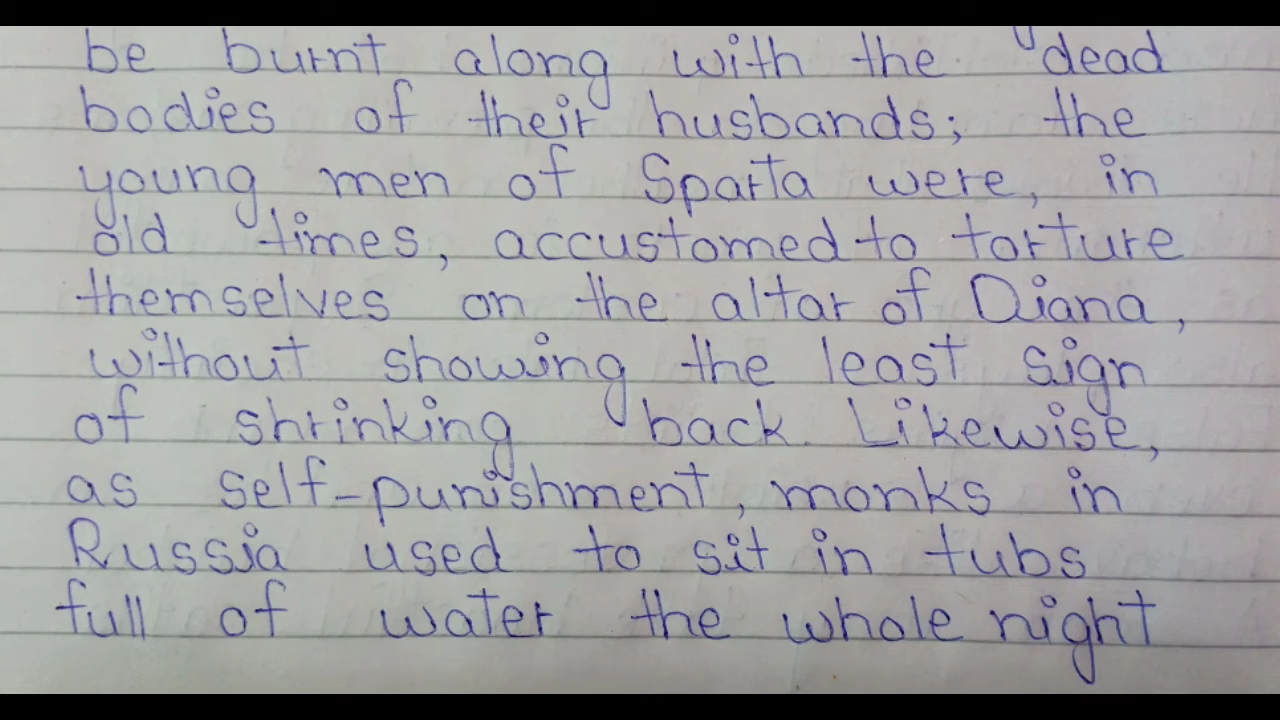 be burnt along with the dead
bodies of their husbands; the
young men of Sparta were, in
old times, accustomed to torture
themselves on the altar of Diana,
without showing the least sign
of shrinking back. Likewise,
as self-punishment, monks in
Russia used to sit in tubs
full of water the whole night